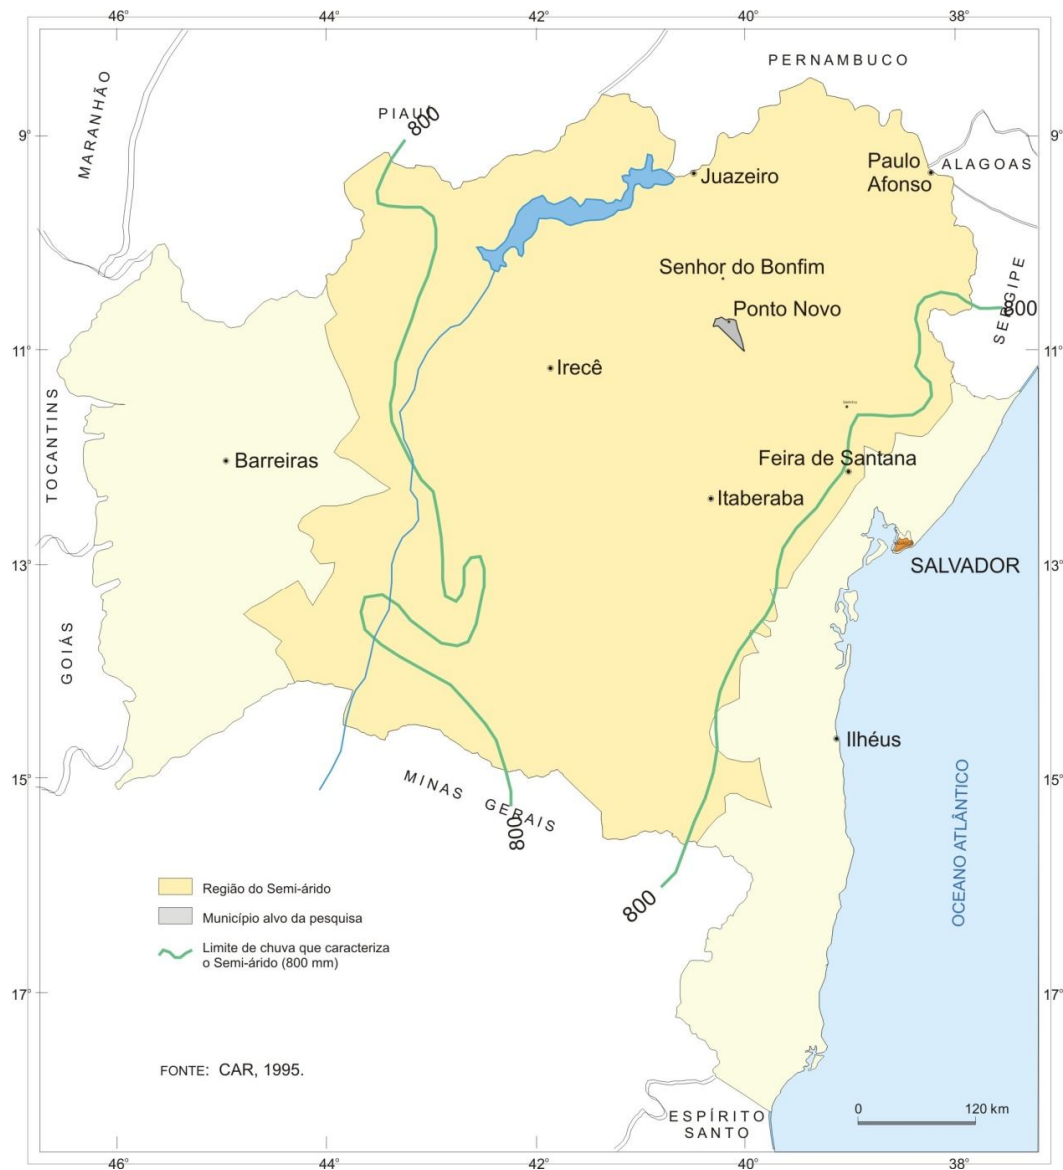 46° 44° 42° 40° 38°
PERNAMBUCO
MARANHÃO
PIAUÍ
800
9° 9°
Paulo
Afonso
ALAGOAS
Juazeiro
Senhor do Bonfim
SERGIPE
Ponto Novo
800
11° 11°
Irecê
TOCANTINS
Barreiras
Feira de Santana
Itaberaba
13° 13°
SALVADOR
GOIÁS
Ilhéus
15° 15°
MINAS GERAIS
800
OCEANO ATLÂNTICO
Região do Semi-árido
800
Município alvo da pesquisa
Limite de chuva que caracteriza
o Semi-árido (800 mm)
17° 17°
FONTE: CAR, 1995.
0 120 km
ESPÍRITO
SANTO
46° 44° 42° 40° 38°